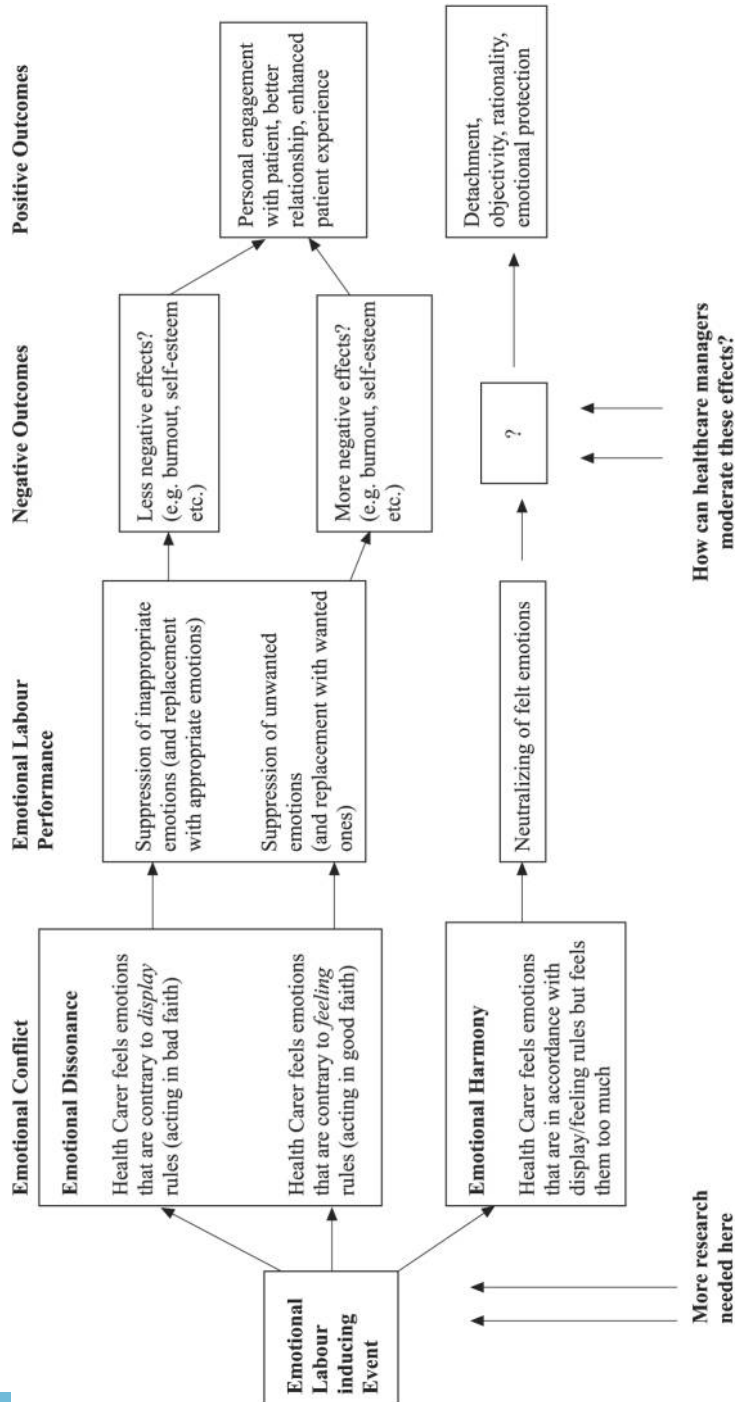 Emotional Conflict
Emotional Labour
Performance
Negative Outcomes
Positive Outcomes
Emotional
Labour
inducing
Event
Emotional Dissonance
Health Carer feels emotions
that are contrary to display
rules (acting in bad faith)
Health Carer feels emotions
that are contrary to feeling
rules (acting in good faith)
Suppression of inappropriate
emotions (and replacement
with appropriate emotions)
Suppression of unwanted
emotions
(and replacement with wanted
ones)
Less negative effects?
(e.g. burnout, self-esteem
etc.)
More negative effects?
(e.g. burnout, self-esteem
etc.)
Personal engagement
with patient, better
relationship, enhanced
patient experience
Emotional Harmony
Health Carer feels emotions
that are in accordance with
display/feeling rules but feels
them too much
Neutralizing of felt emotions
?
Detachment,
objectivity, rationality,
emotional protection
More research
needed here
How can healthcare managers
moderate these effects?